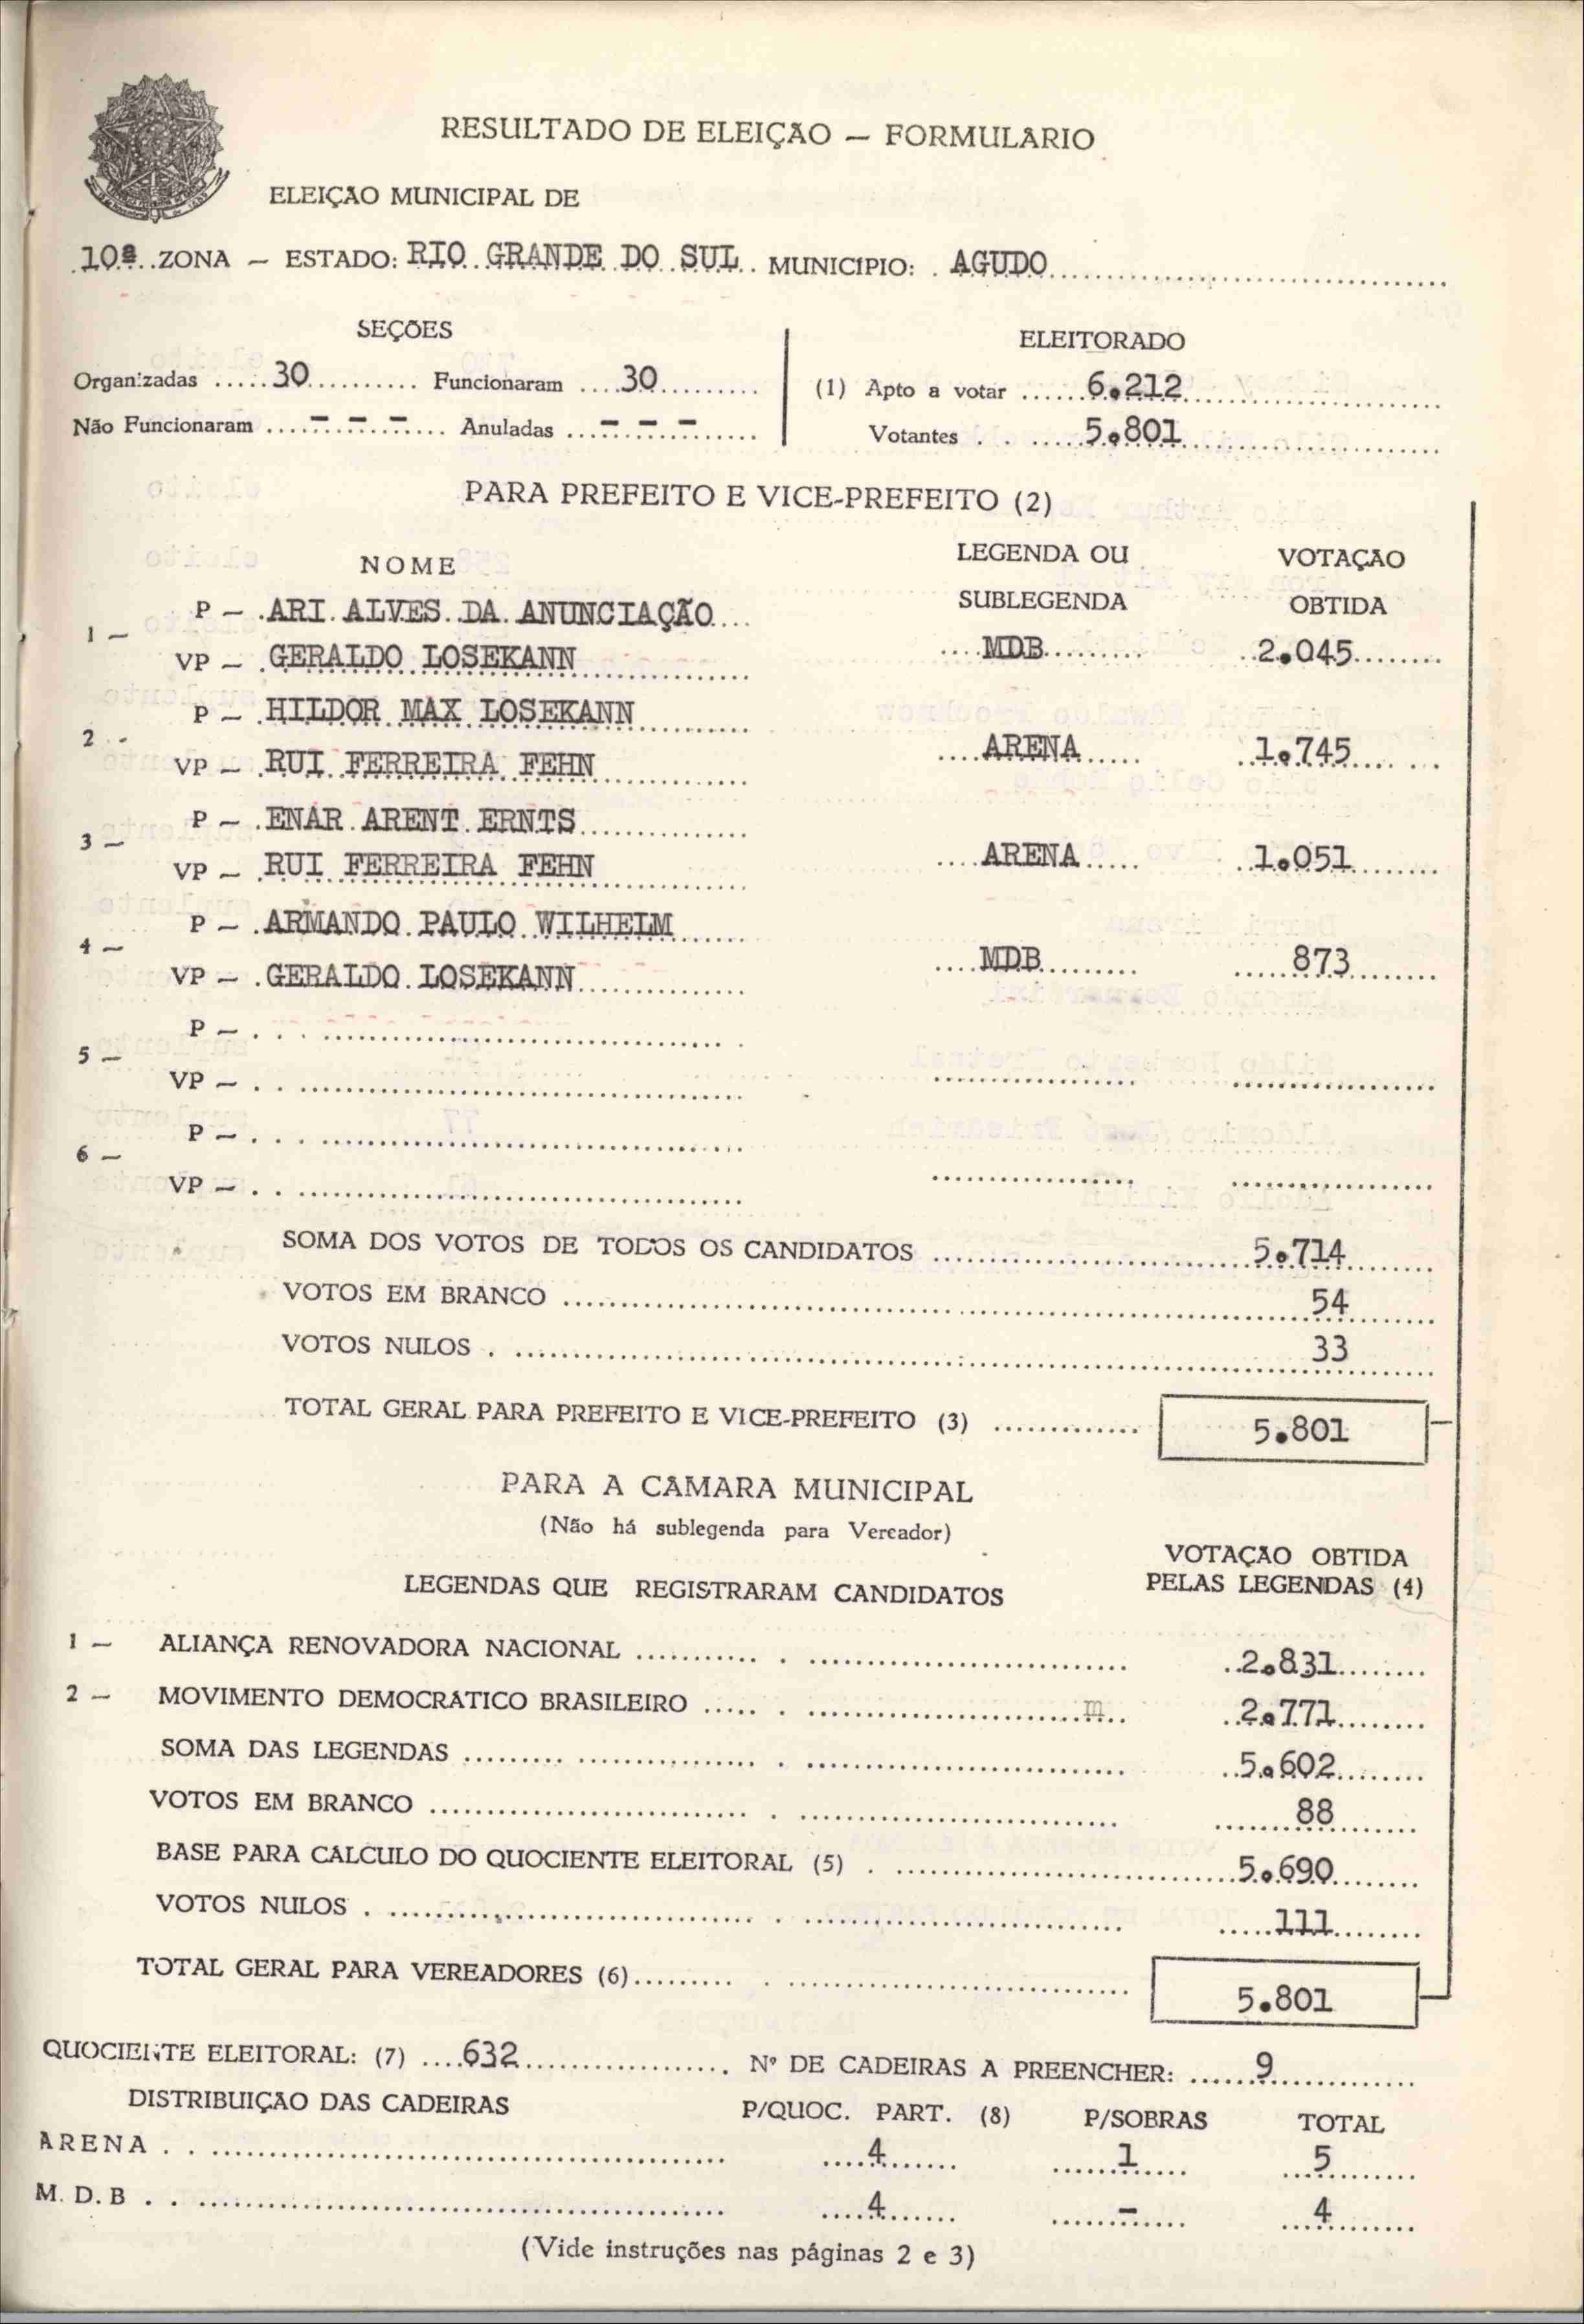 RESULTADO DE ELEIÇÃO — FORMULARIO
ELEIÇÃO MUNICIPAL DE
10ª ZONA — ESTADO: RIO GRANDE DO SUL MUNICIPIO: AGUDO
SEÇÕES
ELEITORADO
Organizadas 30 Funcionaram 30
(1) Apto a votar 6.212
Não Funcionaram - - - Anuladas - - -
Votantes 5.801
PARA PREFEITO E VICE-PREFEITO (2)
NOME LEGENDA OU SUBLEGENDA VOTAÇÃO OBTIDA
1 — P — ARI ALVES DA ANUNCIAÇÃO
VP — GERALDO LOSEKANN MDB 2.045
2 - P — HILDOR MAX LOSEKANN
VP — RUI FERREIRA FEHN ARENA 1.745
3 — P — ENAR ARENT ERNTS
VP — RUI FERREIRA FEHN ARENA 1.051
4 — P — ARMANDO PAULO WILHELM
VP — GERALDO LOSEKANN MDB 873
5 — P —
VP —
6 — P —
VP —
SOMA DOS VOTOS DE TODOS OS CANDIDATOS 5.714
VOTOS EM BRANCO 54
VOTOS NULOS 33
TOTAL GERAL PARA PREFEITO E VICE-PREFEITO (3) 5.801
PARA A CAMARA MUNICIPAL
(Não há sublegenda para Vereador)
LEGENDAS QUE REGISTRARAM CANDIDATOS VOTAÇÃO OBTIDA PELAS LEGENDAS (4)
1 — ALIANÇA RENOVADORA NACIONAL 2.831
2 — MOVIMENTO DEMOCRATICO BRASILEIRO m 2.771
SOMA DAS LEGENDAS 5.602
VOTOS EM BRANCO 88
BASE PARA CALCULO DO QUOCIENTE ELEITORAL (5) 5.690
VOTOS NULOS 111
TOTAL GERAL PARA VEREADORES (6) 5.801
QUOCIENTE ELEITORAL: (7) 632 Nº DE CADEIRAS A PREENCHER: 9
DISTRIBUIÇÃO DAS CADEIRAS P/QUOC. PART. (8) P/SOBRAS TOTAL
ARENA 4 1 5
M. D. B 4 - 4
(Vide instruções nas páginas 2 e 3)